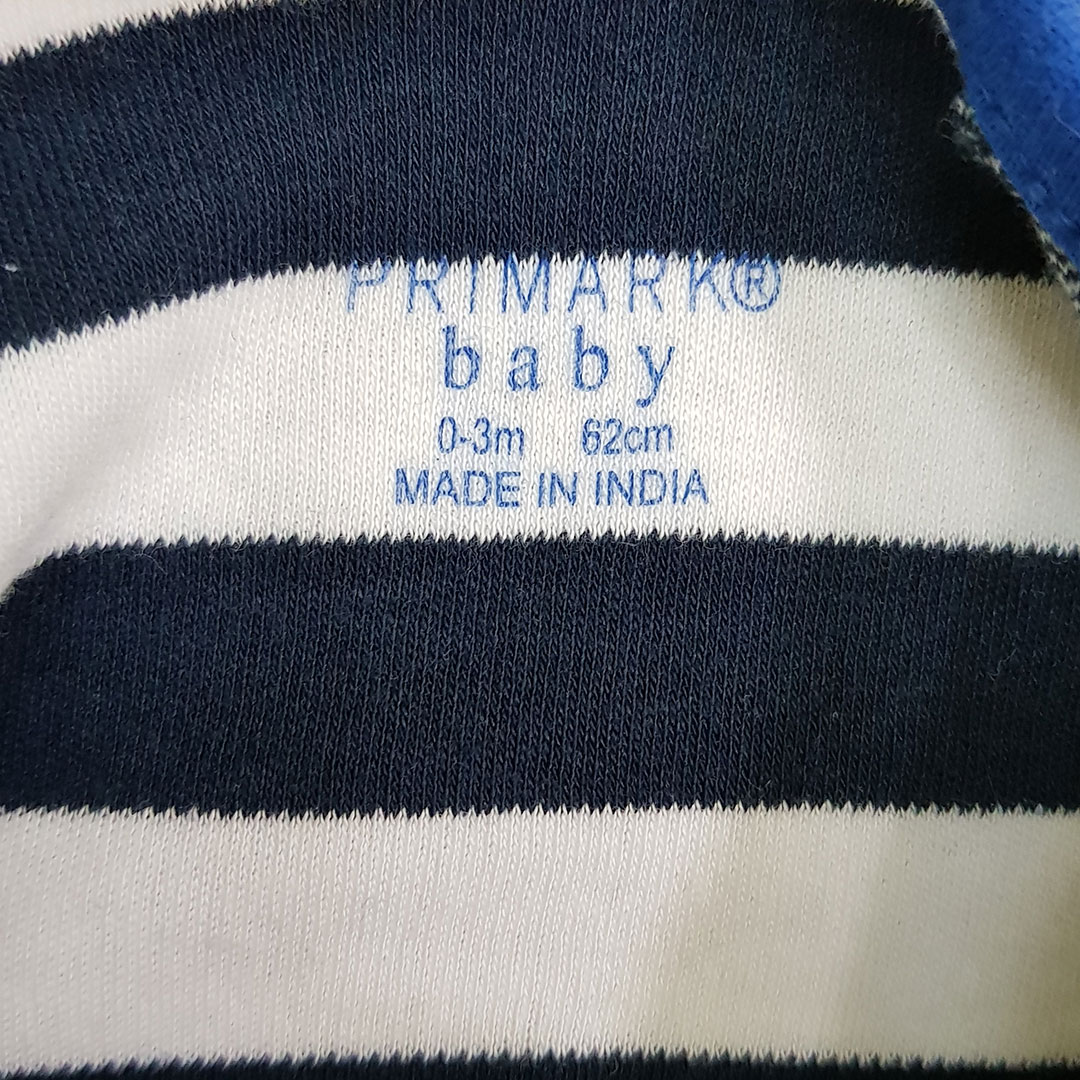 PRIMARK®
baby
0-3m 62cm
MADE IN INDIA